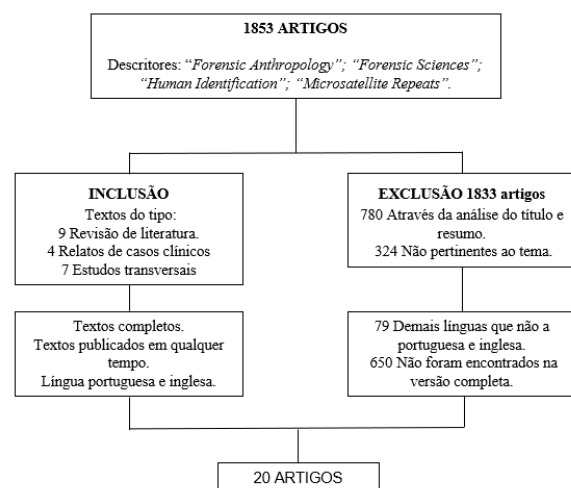 1853 ARTIGOS
Descritores: “Forensic Anthropology”; “Forensic Sciences”;
“Human Identification”; “Microsatellite Repeats”.
INCLUSÃO
Textos do tipo:
9 Revisão de literatura.
4 Relatos de casos clínicos
7 Estudos transversais
EXCLUSÃO 1833 artigos
780 Através da análise do título e
resumo.
324 Não pertinentes ao tema.
Textos completos.
Textos publicados em qualquer
tempo.
Língua portuguesa e inglesa.
79 Demais línguas que não a
portuguesa e inglesa.
650 Não foram encontrados na
versão completa.
20 ARTIGOS